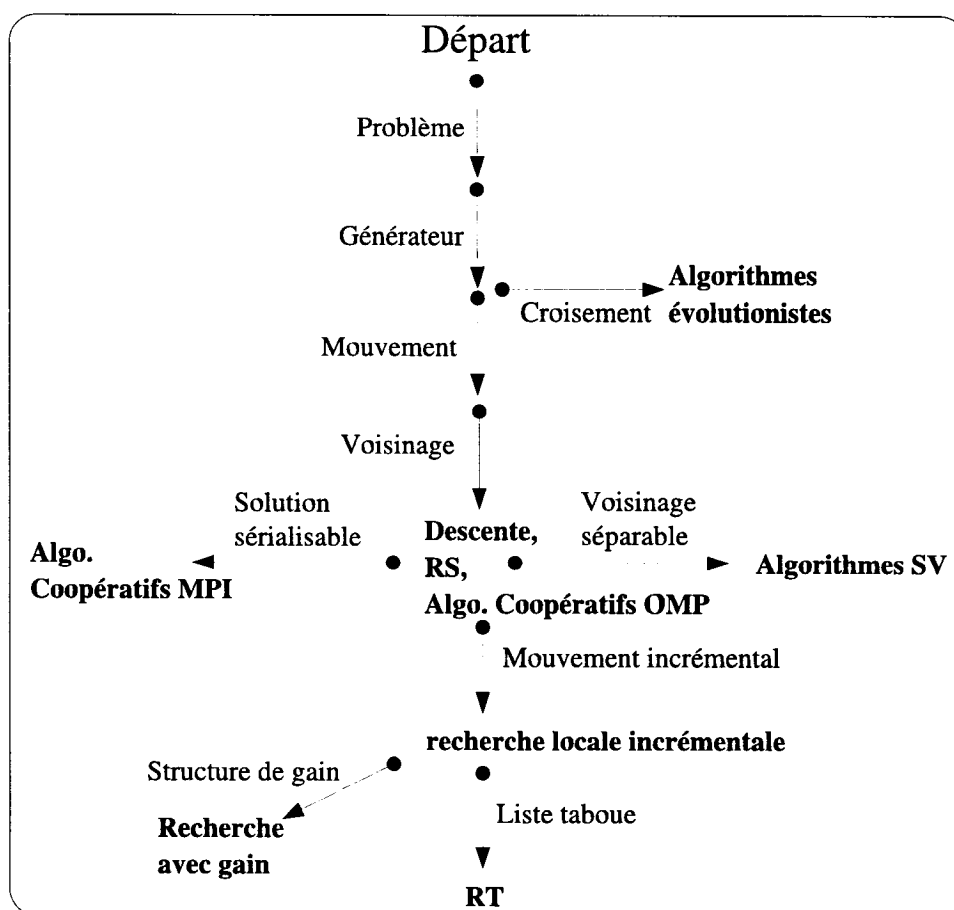 Départ
Problème
Générateur
Algorithmes
évolutionistes
Croisement
Mouvement
Voisinage
Solution
sérialisable
Voisinage
séparable
Descente,
RS,
Algo. Coopératifs OMP
Algo.
Coopératifs MPI
Algorithmes SV
Mouvement incrémental
recherche locale incrémentale
Structure de gain
Liste taboue
Recherche
avec gain
RT